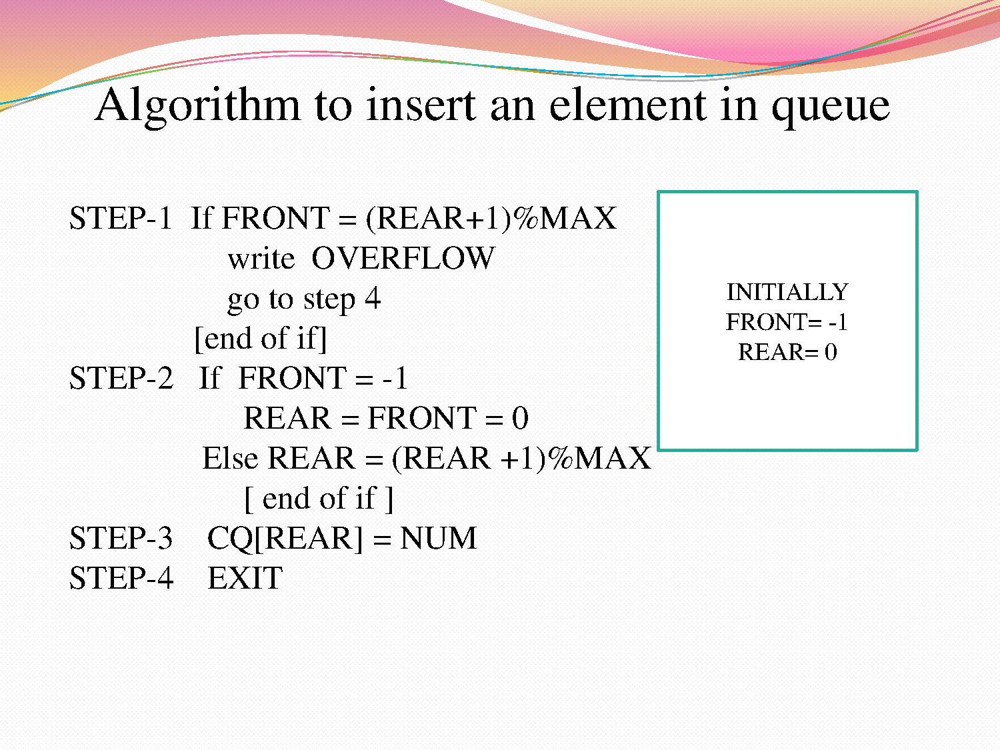 Algorithm to insert an element in queue
STEP-1 If FRONT = (REAR+1)%MAX
write OVERFLOW
go to step 4
[end of if]
STEP-2 If FRONT = -1
REAR = FRONT = 0
Else REAR = (REAR +1)%MAX
[ end of if ]
STEP-3 CQ[REAR] = NUM
STEP-4 EXIT
INITIALLY
FRONT= -1
REAR= 0